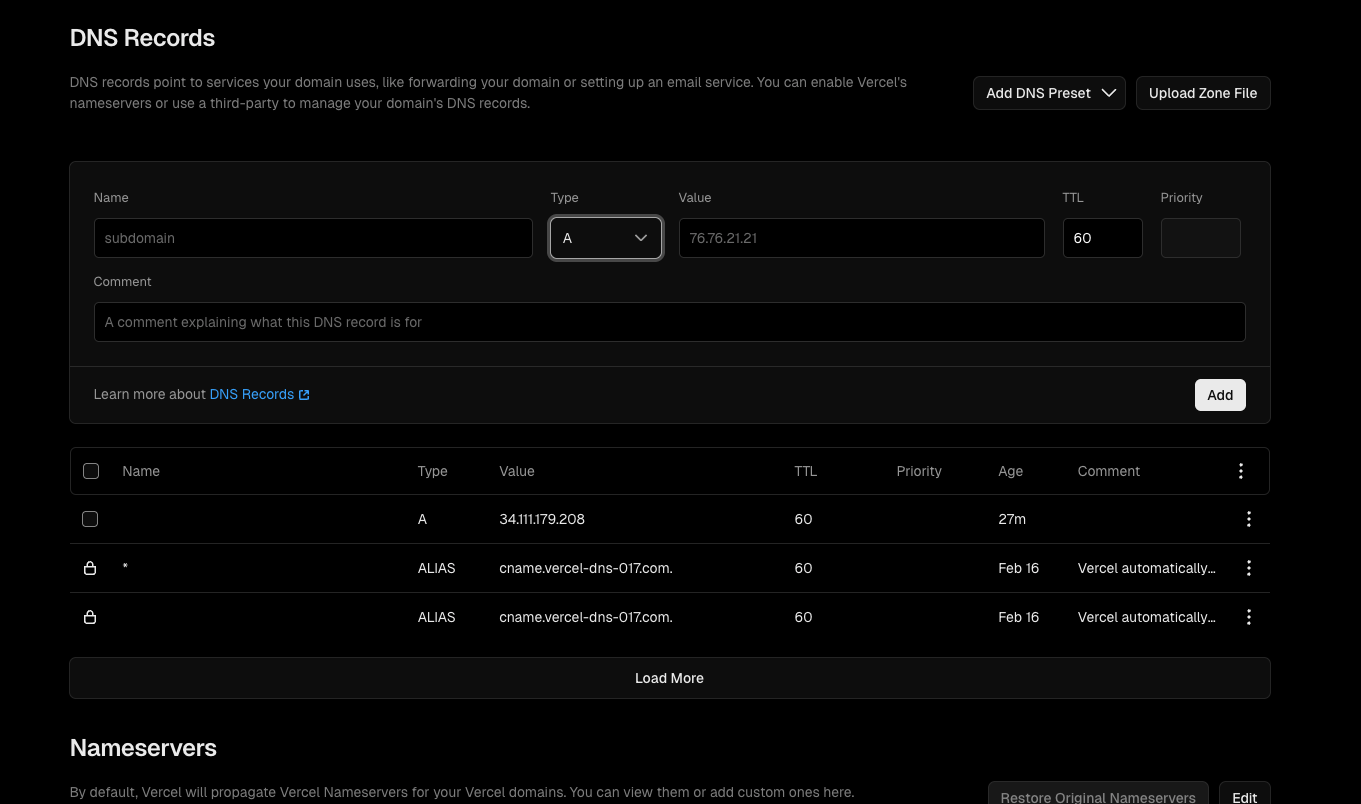 DNS Records
DNS records point to services your domain uses, like forwarding your domain or setting up an email service. You can enable Vercel's
nameservers or use a third-party to manage your domain's DNS records.
Add DNS Preset
Upload Zone File
Name Type Value TTL Priority
subdomain A 76.76.21.21 60
Comment
A comment explaining what this DNS record is for
Learn more about DNS Records
Add
Name Type Value TTL Priority Age Comment
A 34.111.179.208 60 27m
* ALIAS cname.vercel-dns-017.com. 60 Feb 16 Vercel automatically...
ALIAS cname.vercel-dns-017.com. 60 Feb 16 Vercel automatically...
Load More
Nameservers
By default, Vercel will propagate Vercel Nameservers for your Vercel domains. You can view them or add custom ones here.
Restore Original Nameservers
Edit